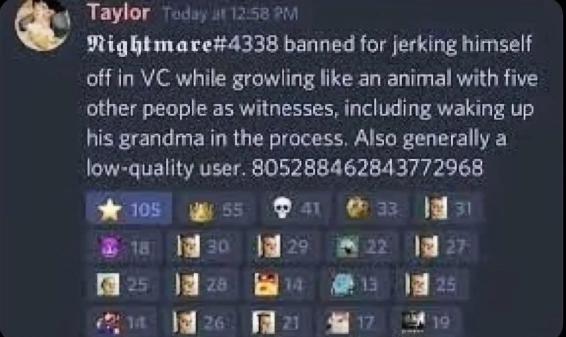 Taylor Today at 12:58 PM
𝕹𝖎𝖌𝖍𝖙𝖒𝖆𝖗𝖊#4338 banned for jerking himself
off in VC while growling like an animal with five
other people as witnesses, including waking up
his grandma in the process. Also generally a
low-quality user. 805288462843772968
105 55 41 33 31
18 30 29 22 27
25 28 14 13 25
14 26 21 17 19